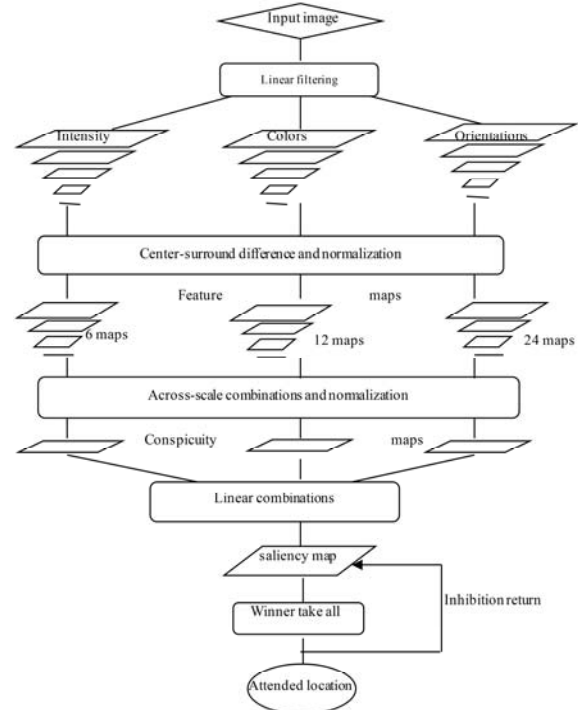 Input image
Linear filtering
Intensity
Colors
Orientations
Center-surround difference and normalization
Feature maps
6 maps
12 maps
24 maps
Across-scale combinations and normalization
Conspicuity maps
Linear combinations
saliency map
Inhibition return
Winner take all
Attended location